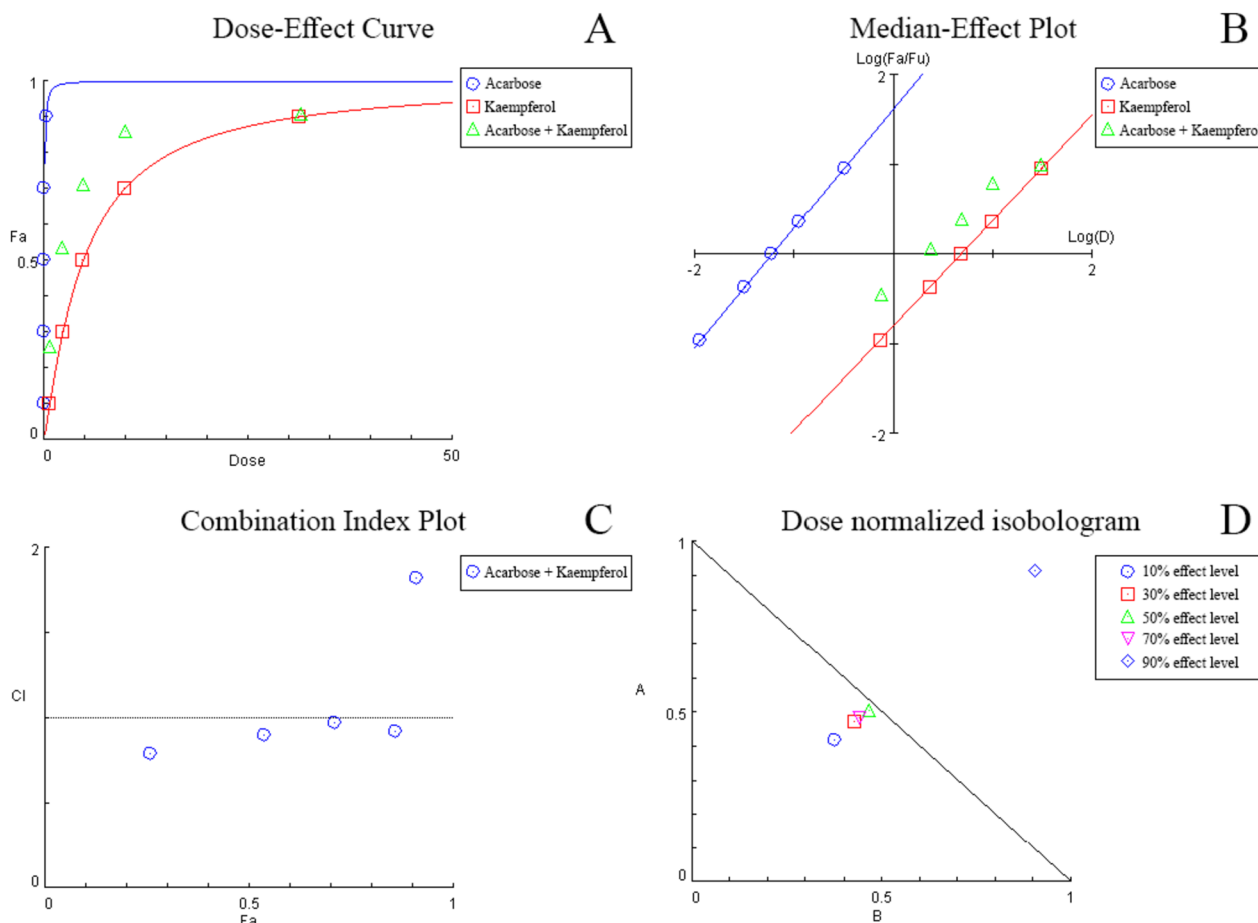 Dose-Effect Curve
A
1
Fa
0.5
0
0
50
Dose
Acarbose
Kaempferol
Acarbose + Kaempferol
Median-Effect Plot
B
Log(Fa/Fu)
2
Log(D)
-2
2
-2
Acarbose
Kaempferol
Acarbose + Kaempferol
Combination Index Plot
C
2
CI
0
0
1
Fa
Acarbose + Kaempferol
Dose normalized isobologram
D
1
A
0.5
0
0
0.5
1
B
10% effect level
30% effect level
50% effect level
70% effect level
90% effect level